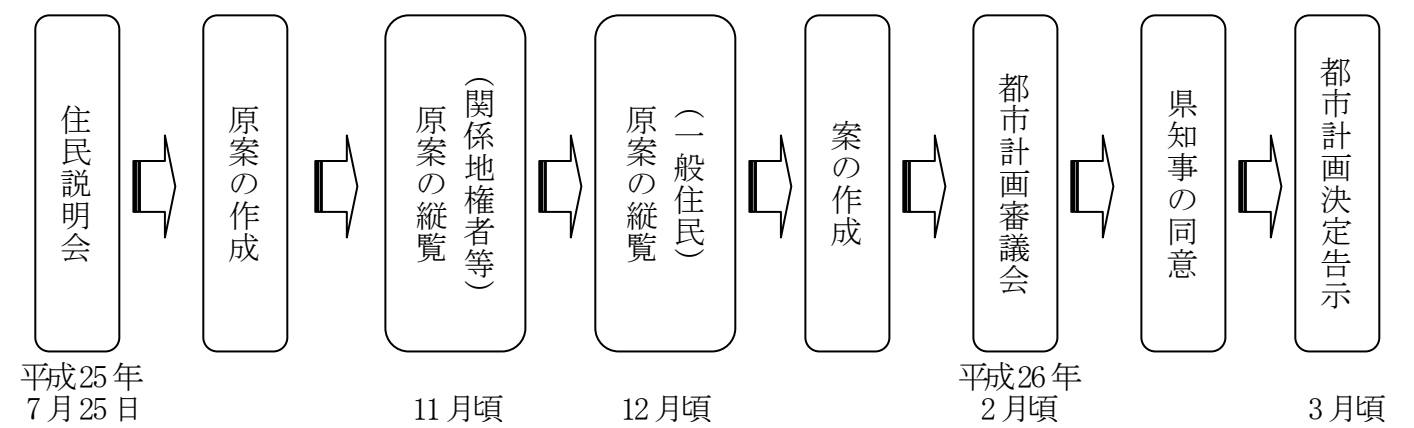 住民説明会
原案の作成
（関係地権者等）
原案の縦覧
（一般住民）
原案の縦覧
案の作成
都市計画審議会
県知事の同意
都市計画決定告示
平成25年
7月25日
11月頃
12月頃
平成26年
2月頃
3月頃